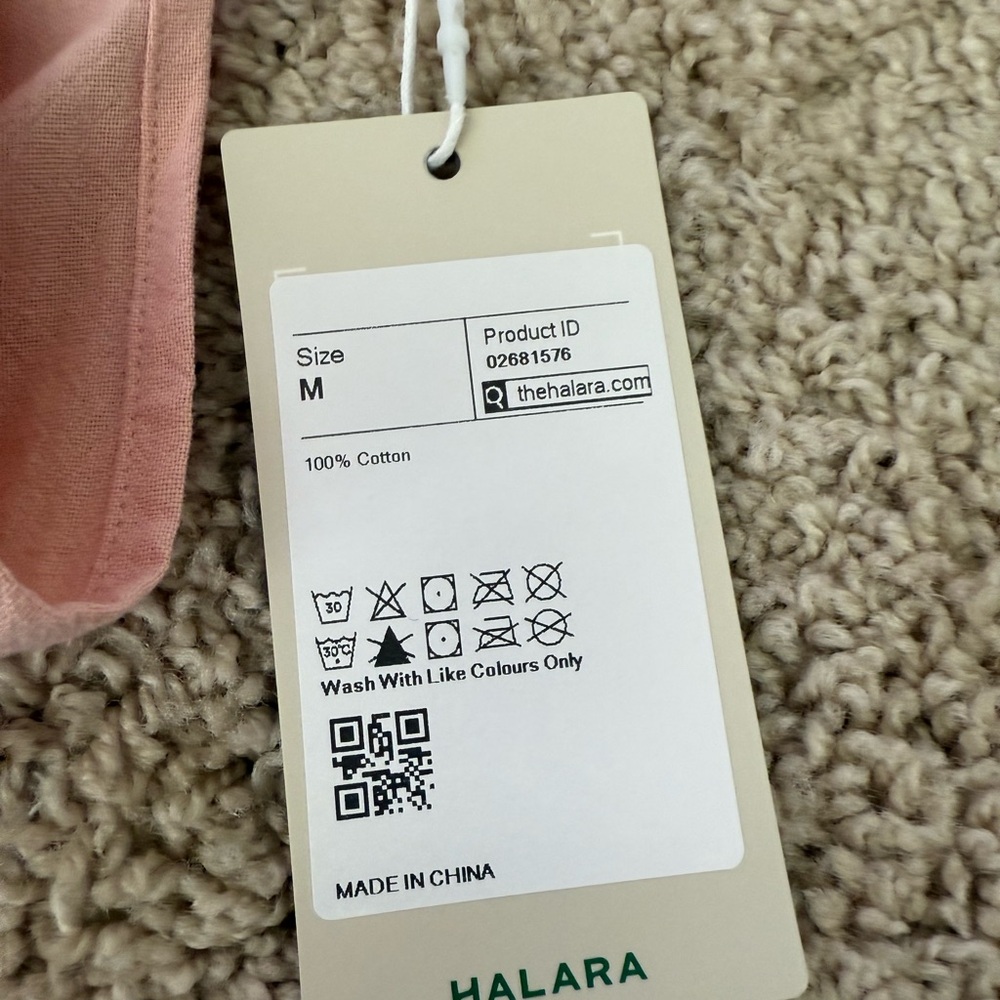 Size
M
Product ID
02681576
thehalara.com
100% Cotton
30
30°C
Wash With Like Colours Only
MADE IN CHINA
HALARA